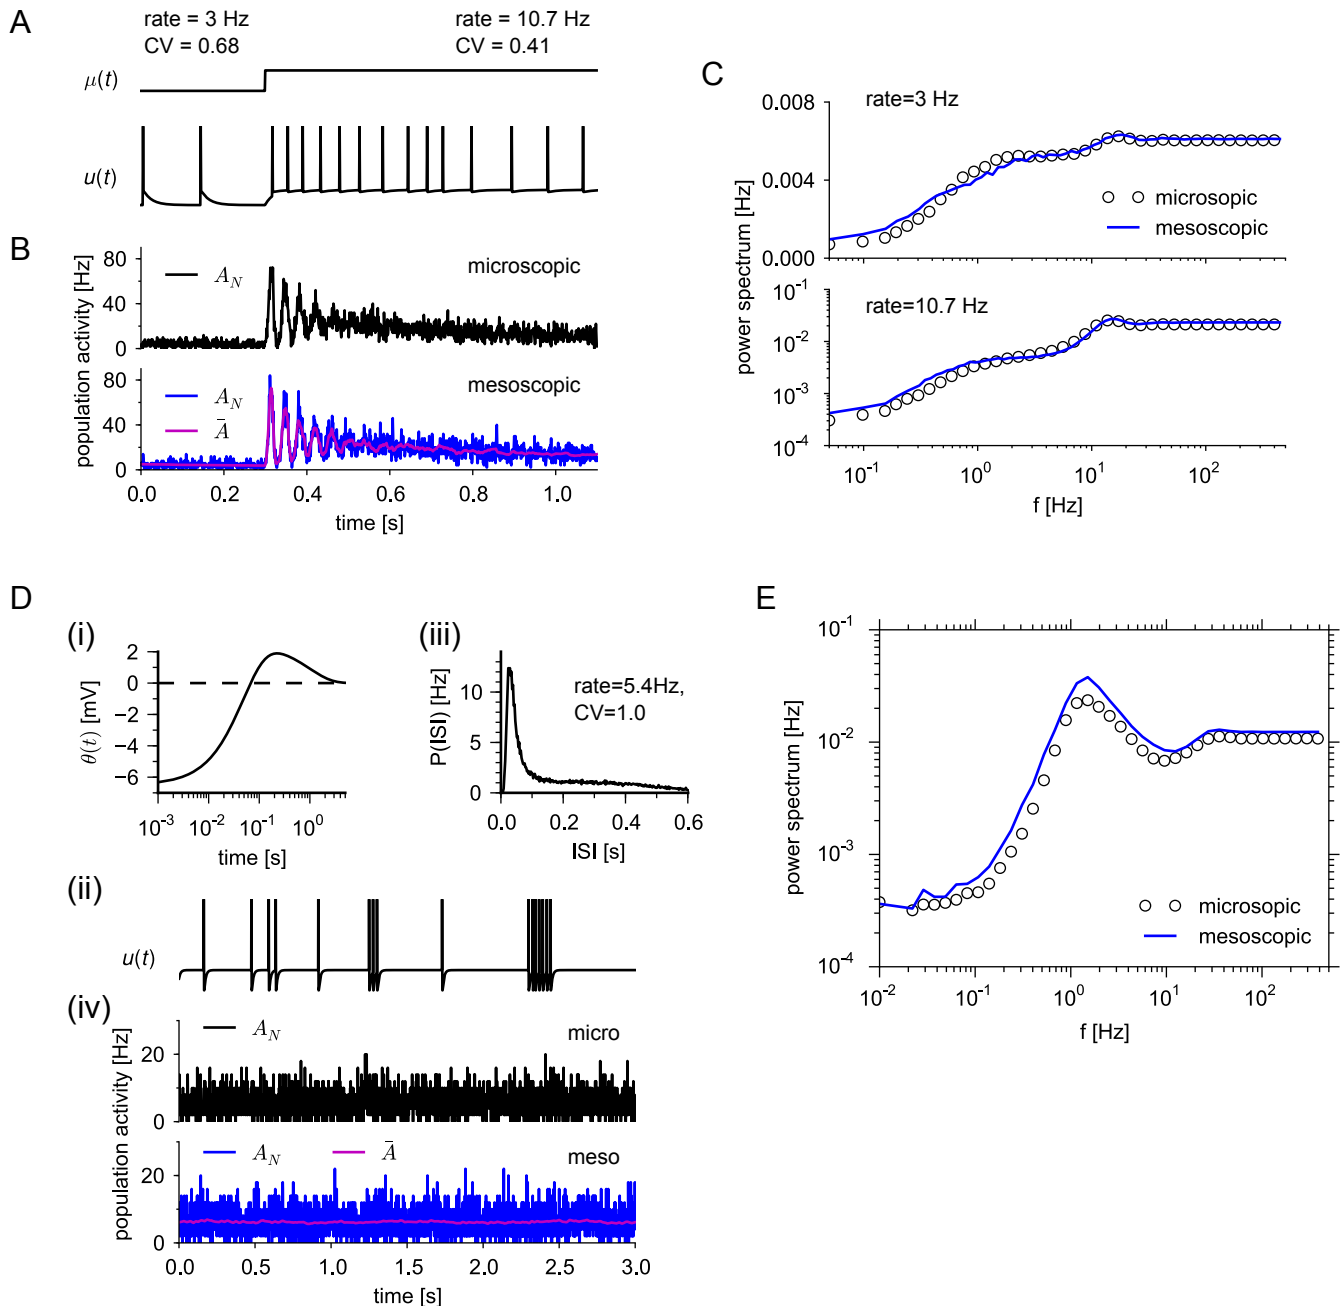 A
rate = 3 Hz
CV = 0.68
rate = 10.7 Hz
CV = 0.41
μ(t)
u(t)
B
population activity [Hz]
80
40
0
A_N
microscopic
80
40
0
A_N
Ā
mesoscopic
0.0 0.2 0.4 0.6 0.8 1.0
time [s]
C
power spectrum [Hz]
0.008
0.004
0.000
rate=3 Hz
microsopic
mesoscopic
10^-1
10^-2
10^-3
10^-4
rate=10.7 Hz
10^-1 10^0 10^1 10^2
f [Hz]
D
(i)
θ(t) [mV]
2
0
−2
−4
−6
10^-3 10^-2 10^-1 10^0
time [s]
(iii)
P(ISI) [Hz]
10
5
0
rate=5.4Hz,
CV=1.0
0.0 0.2 0.4 0.6
ISI [s]
(ii)
u(t)
(iv)
population activity [Hz]
20
0
A_N
micro
20
0
A_N
Ā
meso
0.0 0.5 1.0 1.5 2.0 2.5 3.0
time [s]
E
power spectrum [Hz]
10^-1
10^-2
10^-3
10^-4
microsopic
mesoscopic
10^-2 10^-1 10^0 10^1 10^2
f [Hz]